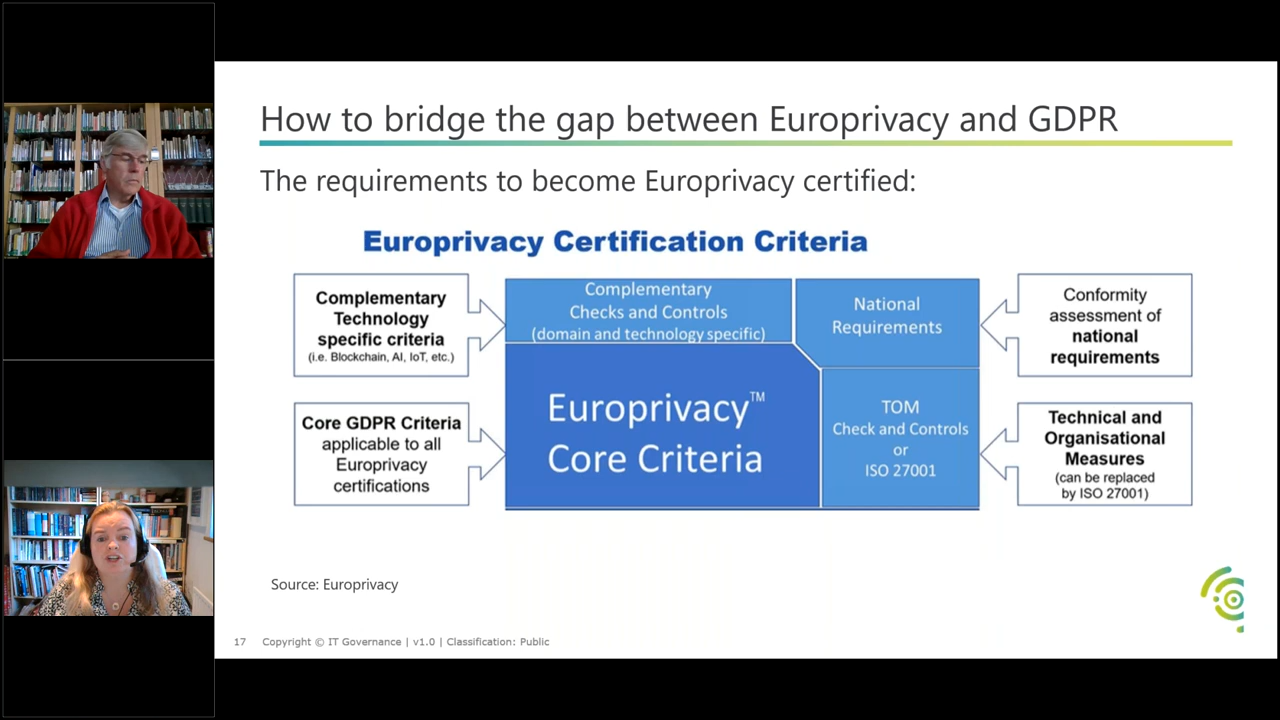 How to bridge the gap between Europrivacy and GDPR
The requirements to become Europrivacy certified:
Europrivacy Certification Criteria
Complementary
Technology
specific criteria
(i.e. Blockchain, AI, IoT, etc.)
Complementary
Checks and Controls
(domain and technology specific)
National
Requirements
Conformity
assessment of
national
requirements
Core GDPR Criteria
applicable to all
Europrivacy
certifications
Europrivacy™
Core Criteria
TOM
Check and Controls
or
ISO 27001
Technical and
Organisational
Measures
(can be replaced
by ISO 27001)
Source: Europrivacy
17 Copyright © IT Governance | v1.0 | Classification: Public